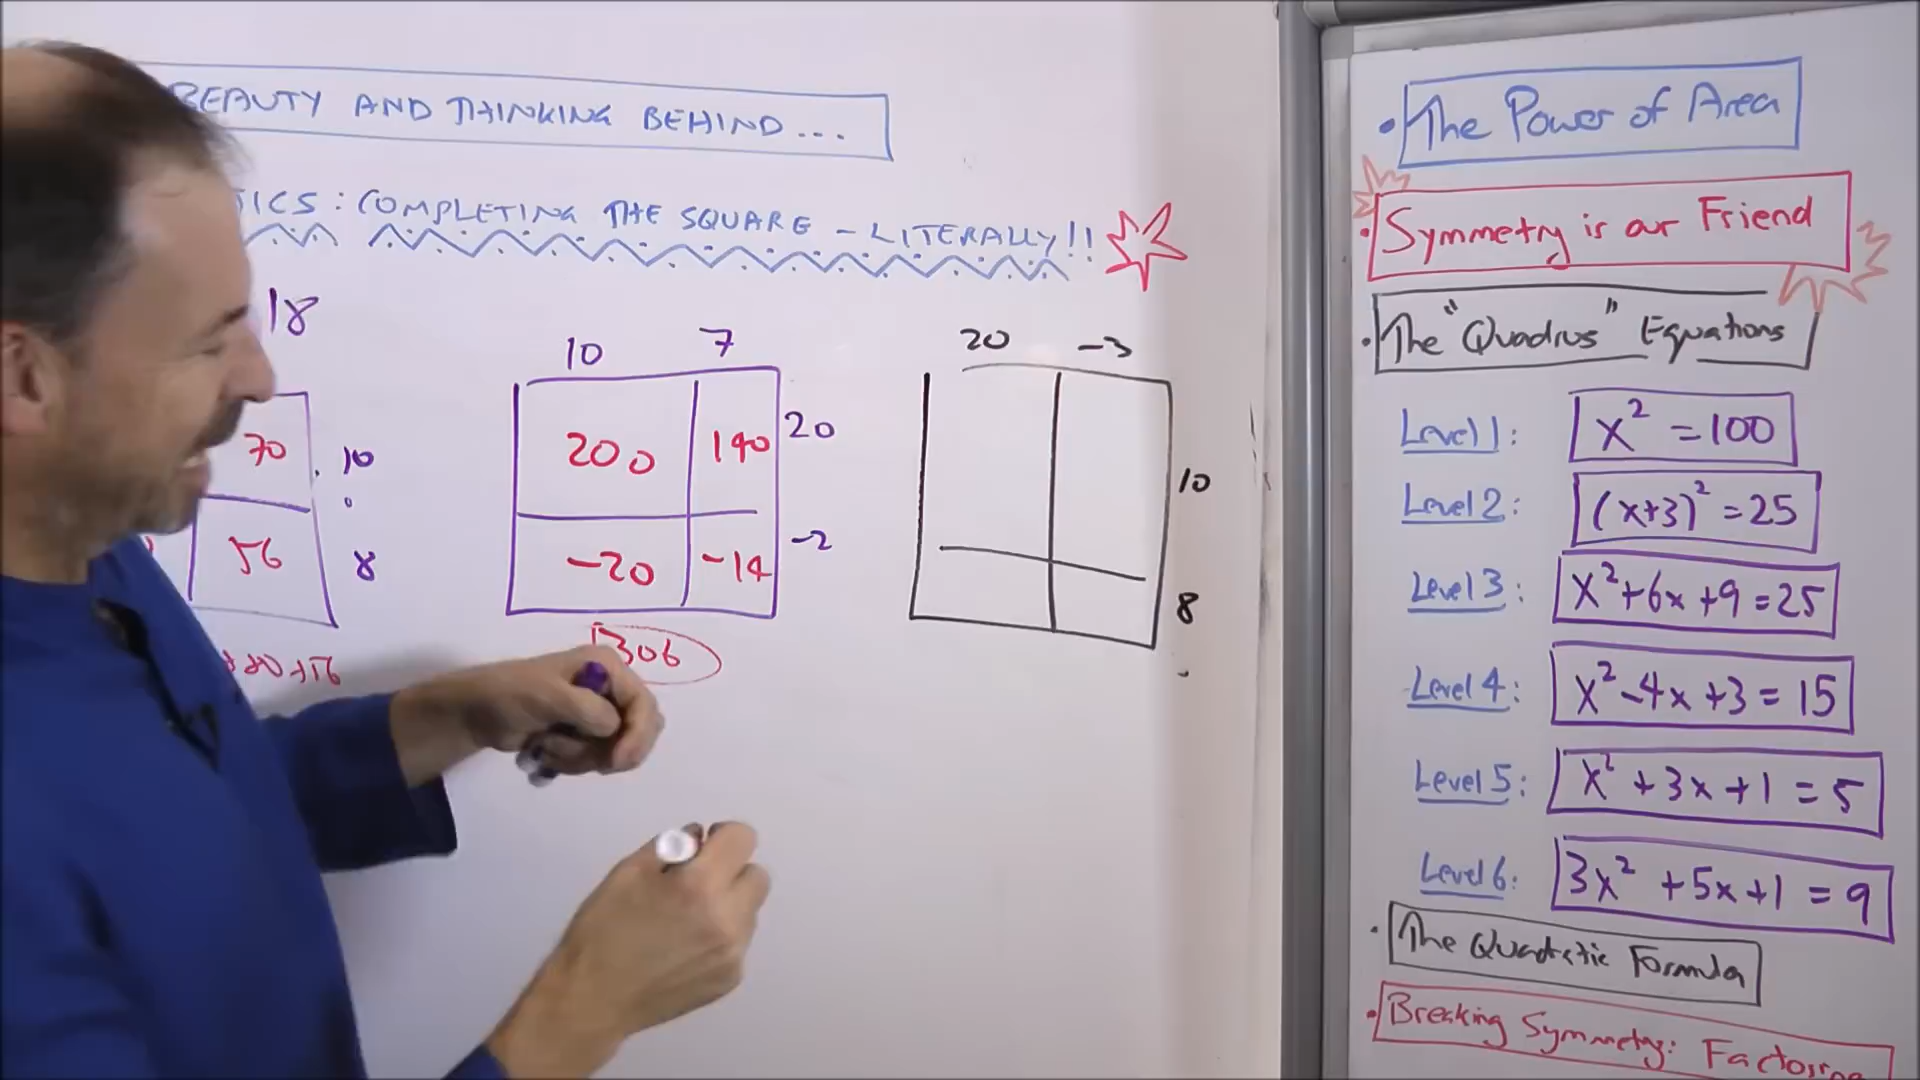 BEAUTY AND THINKING BEHIND...
TICS: COMPLETING THE SQUARE - LITERALLY!!
18
70 10
56 8
10 7
200 140 20
-20 -14 -2
306
20 -3
10
8
• The Power of Area
• Symmetry is our Friend
• The "Quadrus" Equations
Level 1: x² = 100
Level 2: (x+3)² = 25
Level 3: x²+6x+9=25
Level 4: x²-4x+3=15
Level 5: x²+3x+1=5
Level 6: 3x²+5x+1=9
• The Quadratic Formula
• Breaking Symmetry: Factoring